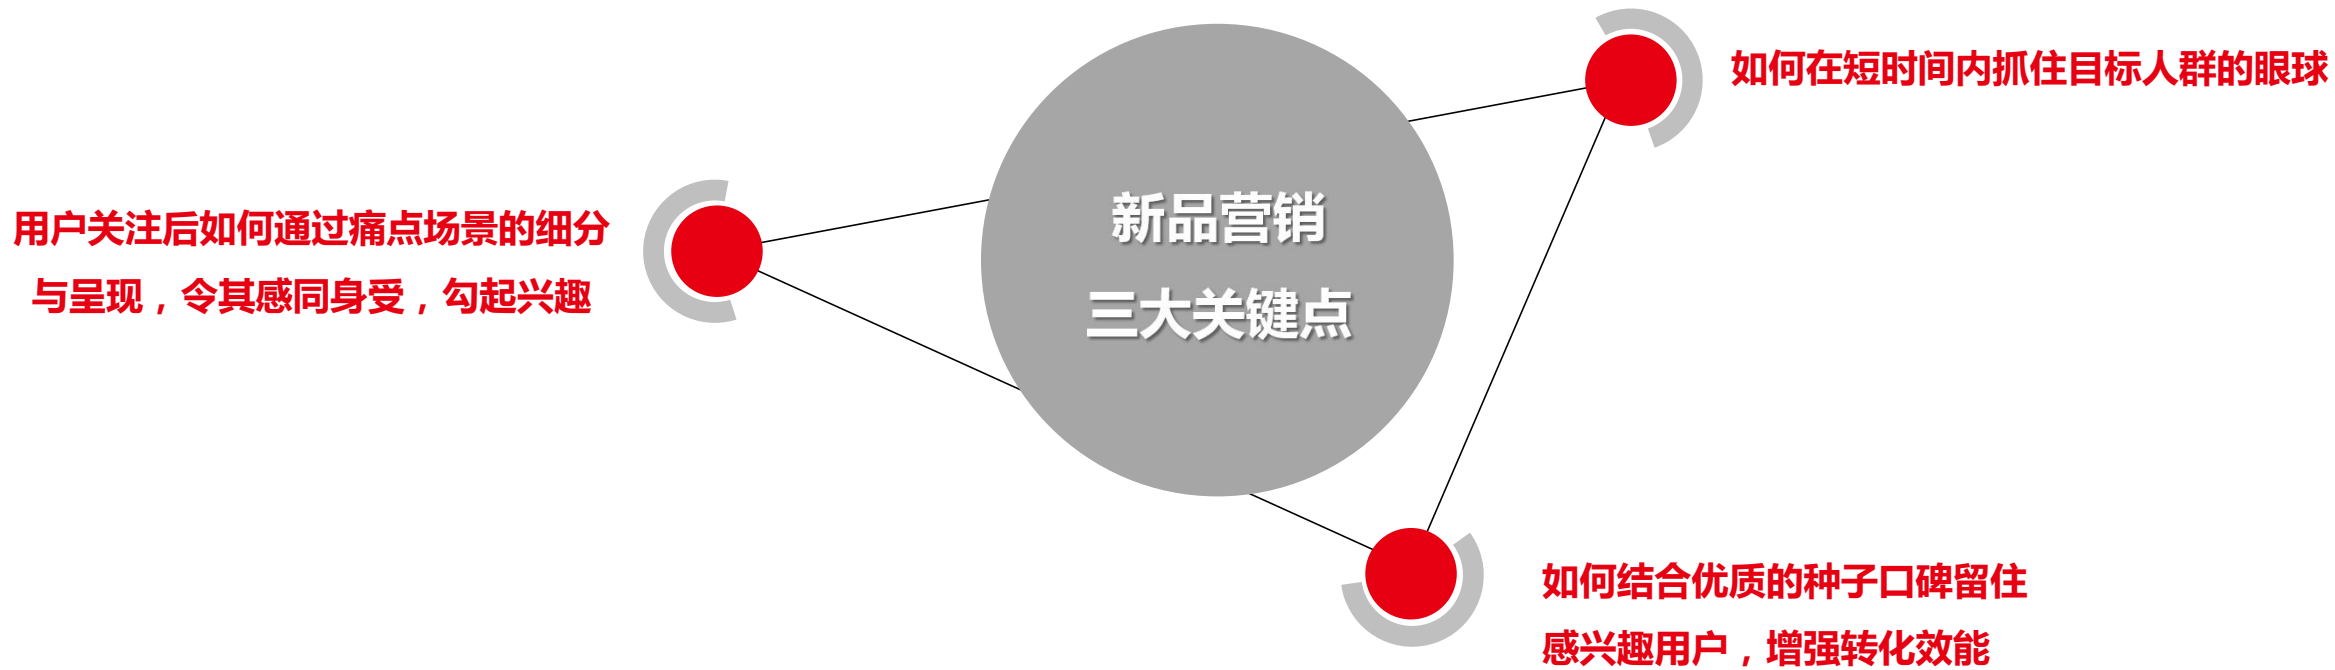 如何在短时间内抓住目标人群的眼球
新品营销
三大关键点
用户关注后如何通过痛点场景的细分
与呈现，令其感同身受，勾起兴趣
如何结合优质的种子口碑留住
感兴趣用户，增强转化效能